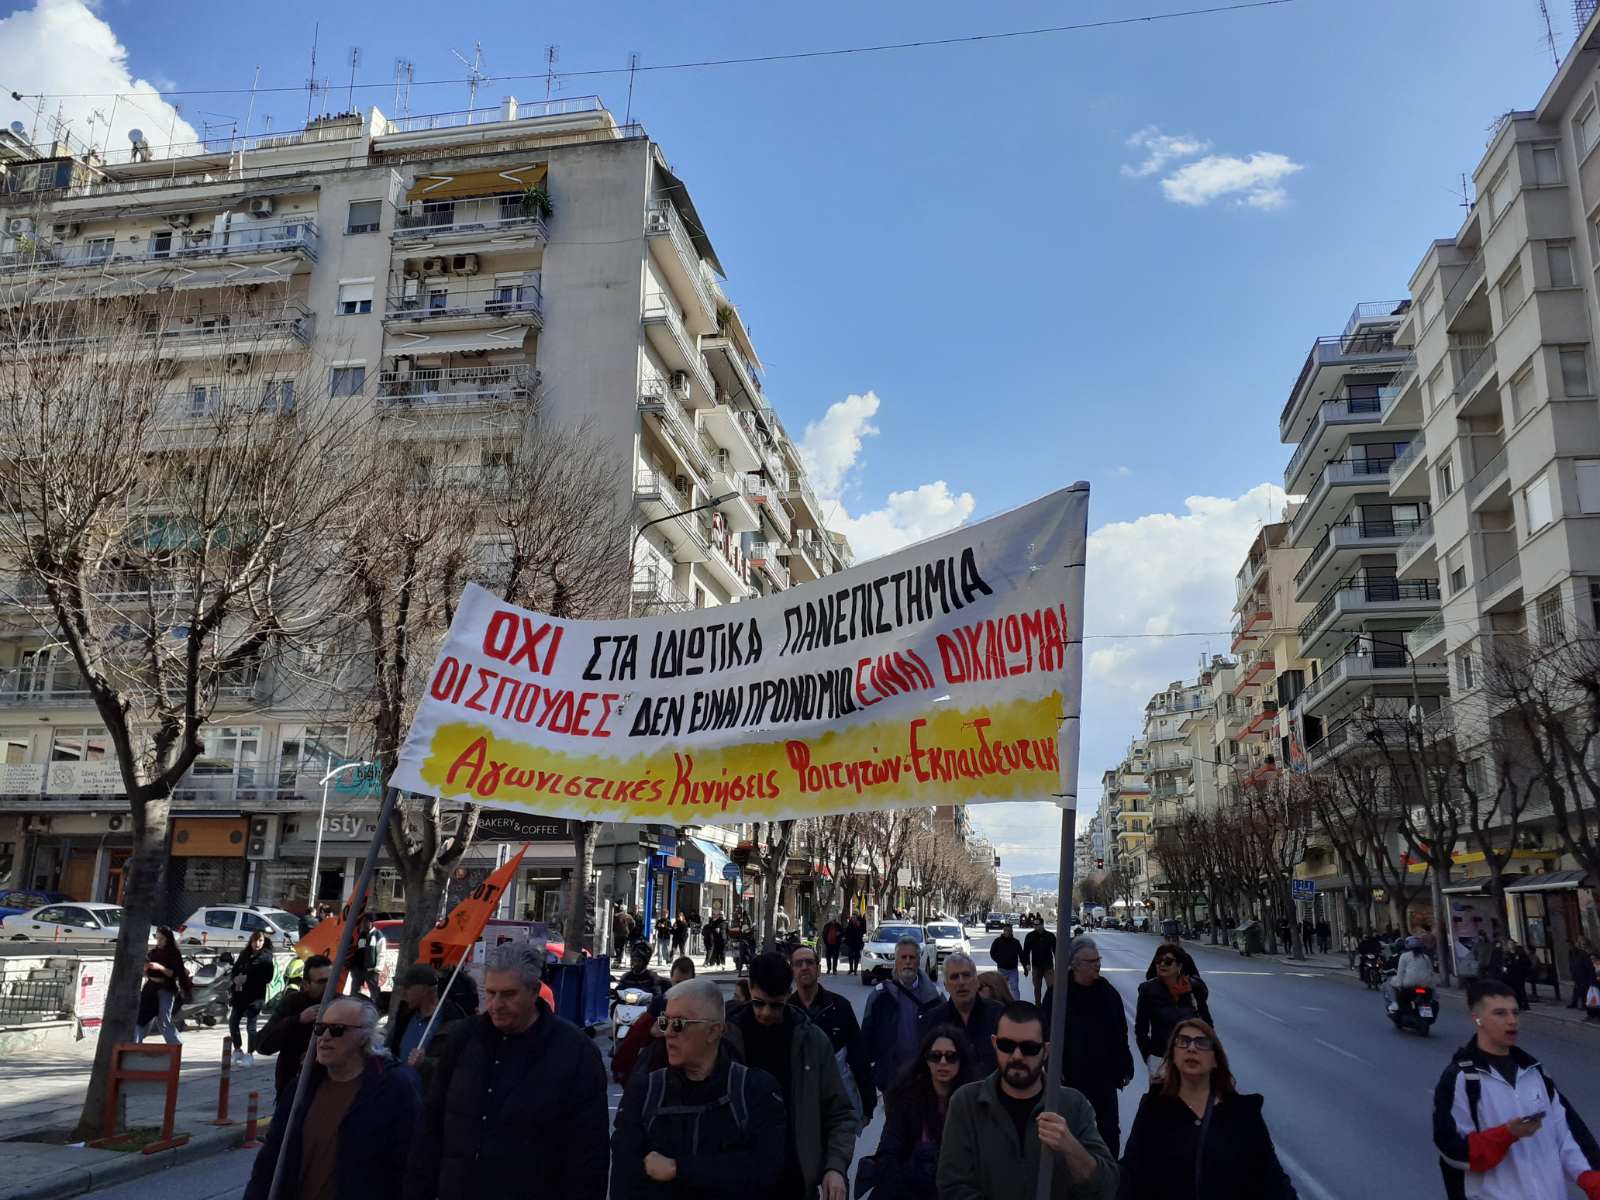 ΟΧΙ ΣΤΑ ΙΔΙΩΤΙΚΑ ΠΑΝΕΠΙΣΤΗΜΙΑ
ΟΙ ΣΠΟΥΔΕΣ ΔΕΝ ΕΙΝΑΙ ΠΡΟΝΟΜΙΟ ΕΙΝΑΙ ΔΙΚΑΙΩΜΑ!
Αγωνιστικές Κινήσεις Φοιτητών-Εκπαιδευτικ
BAKERY & COFFEE